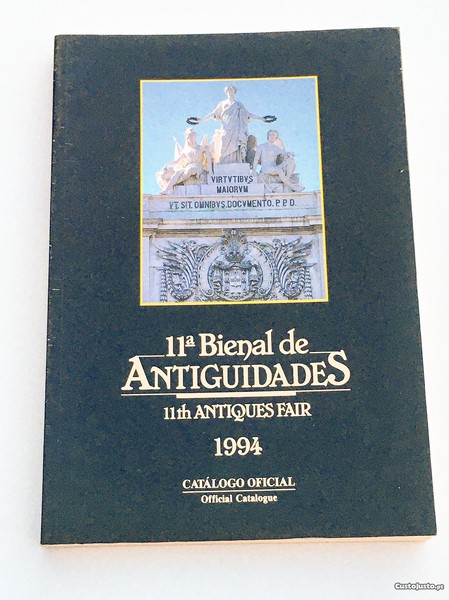 VIRTVTIBVS
MAIORVM
VT. SIT. OMNIBVS. DOCVMENTO. P. P. D.
11ª Bienal de
ANTIGUIDADES
11th ANTIQUES FAIR
1994
CATÁLOGO OFICIAL
Official Catalogue
CustoJusto.pt